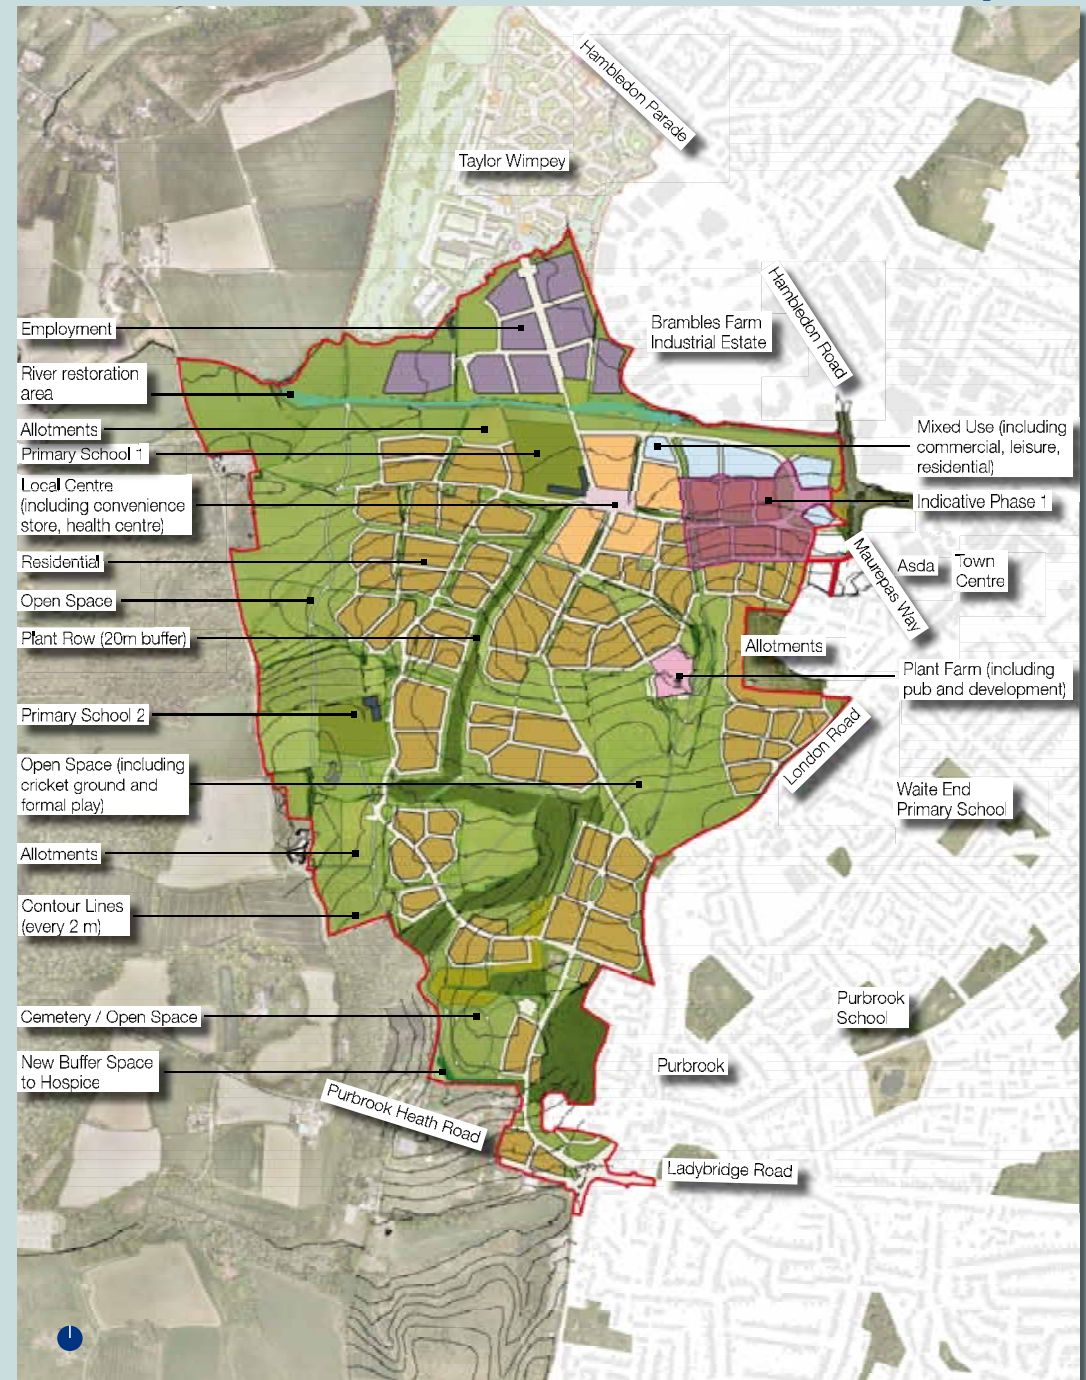 Hambledon Parade
Taylor Wimpey
Hambledon Road
Brambles Farm
Industrial Estate
Employment
River restoration
area
Allotments
Primary School 1
Local Centre
(including convenience
store, health centre)
Residential
Open Space
Plant Row (20m buffer)
Primary School 2
Open Space (including
cricket ground and
formal play)
Allotments
Contour Lines
(every 2 m)
Cemetery / Open Space
New Buffer Space
to Hospice
Mixed Use (including
commercial, leisure,
residential)
Indicative Phase 1
Maurepas Way
Asda
Town
Centre
Allotments
Plant Farm (including
pub and development)
London Road
Waite End
Primary School
Purbrook
School
Purbrook
Purbrook Heath Road
Ladybridge Road